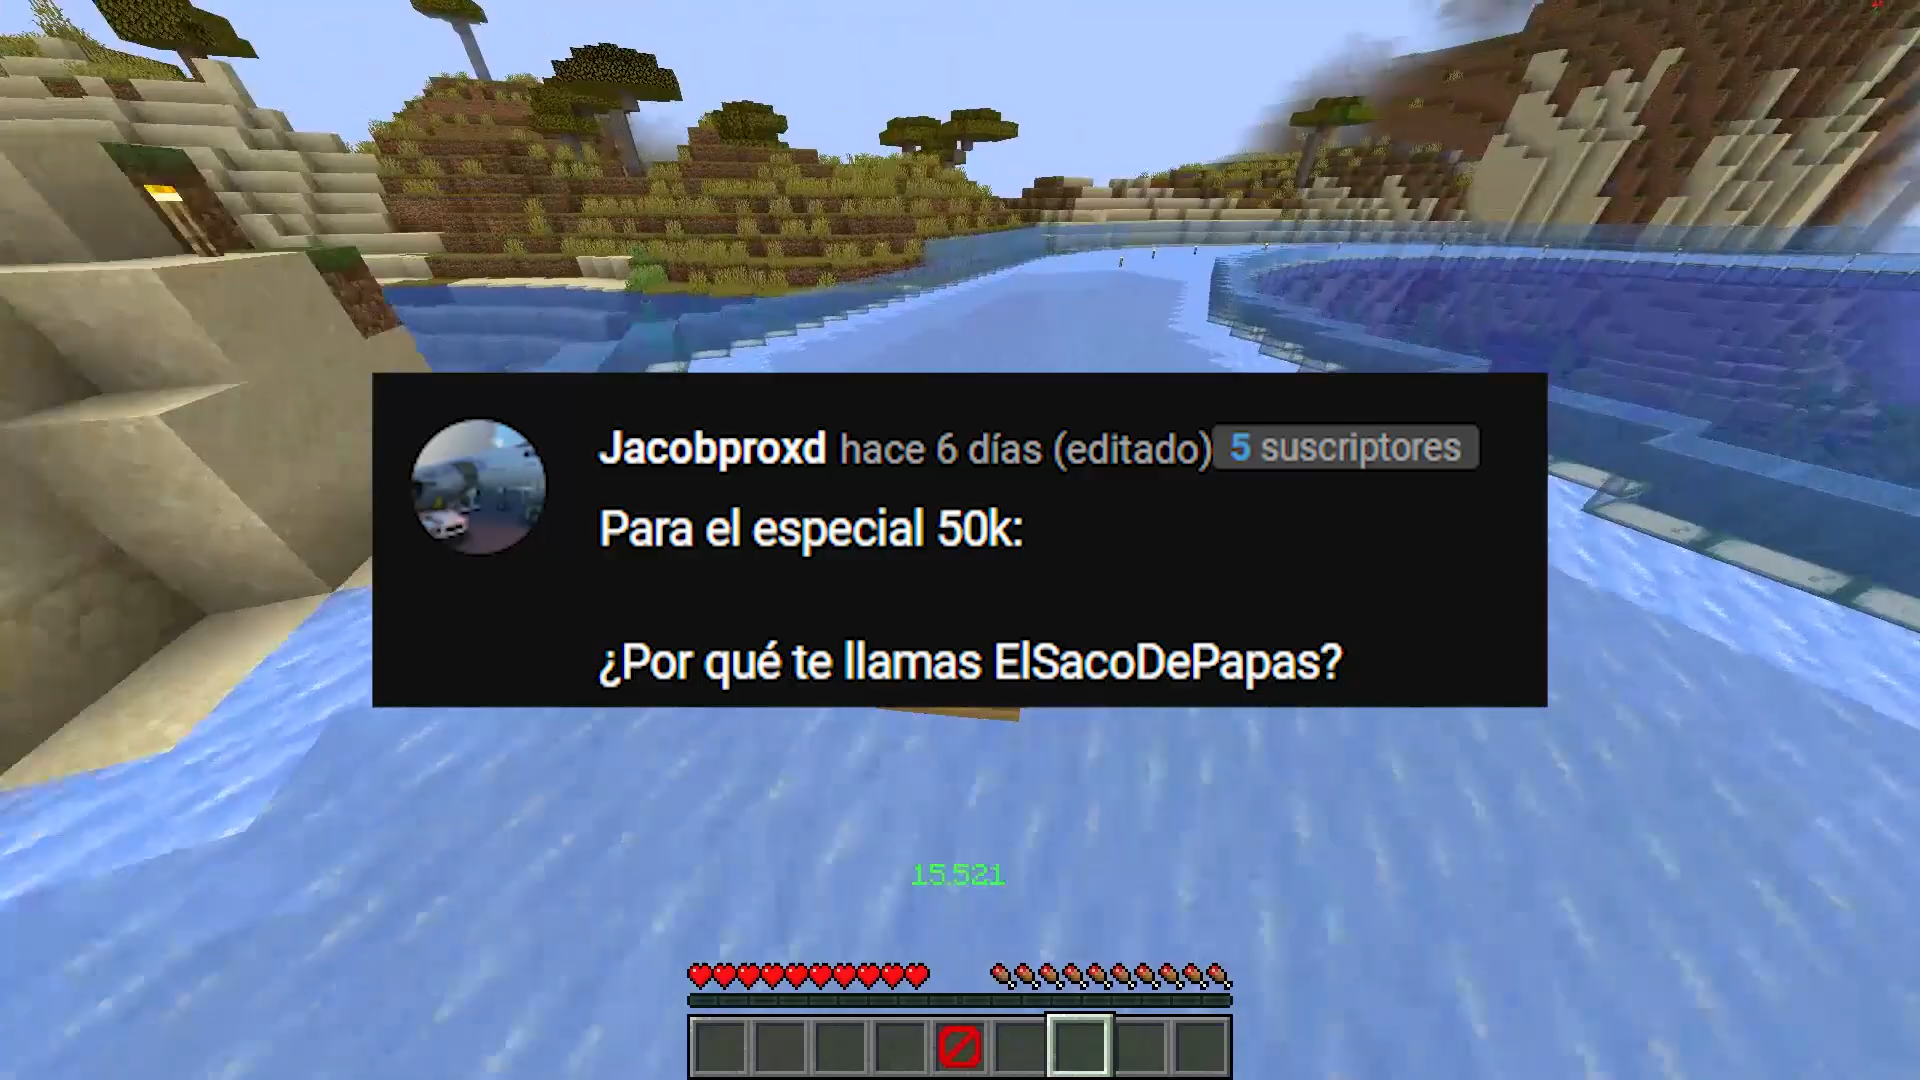 Jacobproxd hace 6 días (editado) 5 suscriptores
Para el especial 50k:
¿Por qué te llamas ElSacoDePapas?
15.521